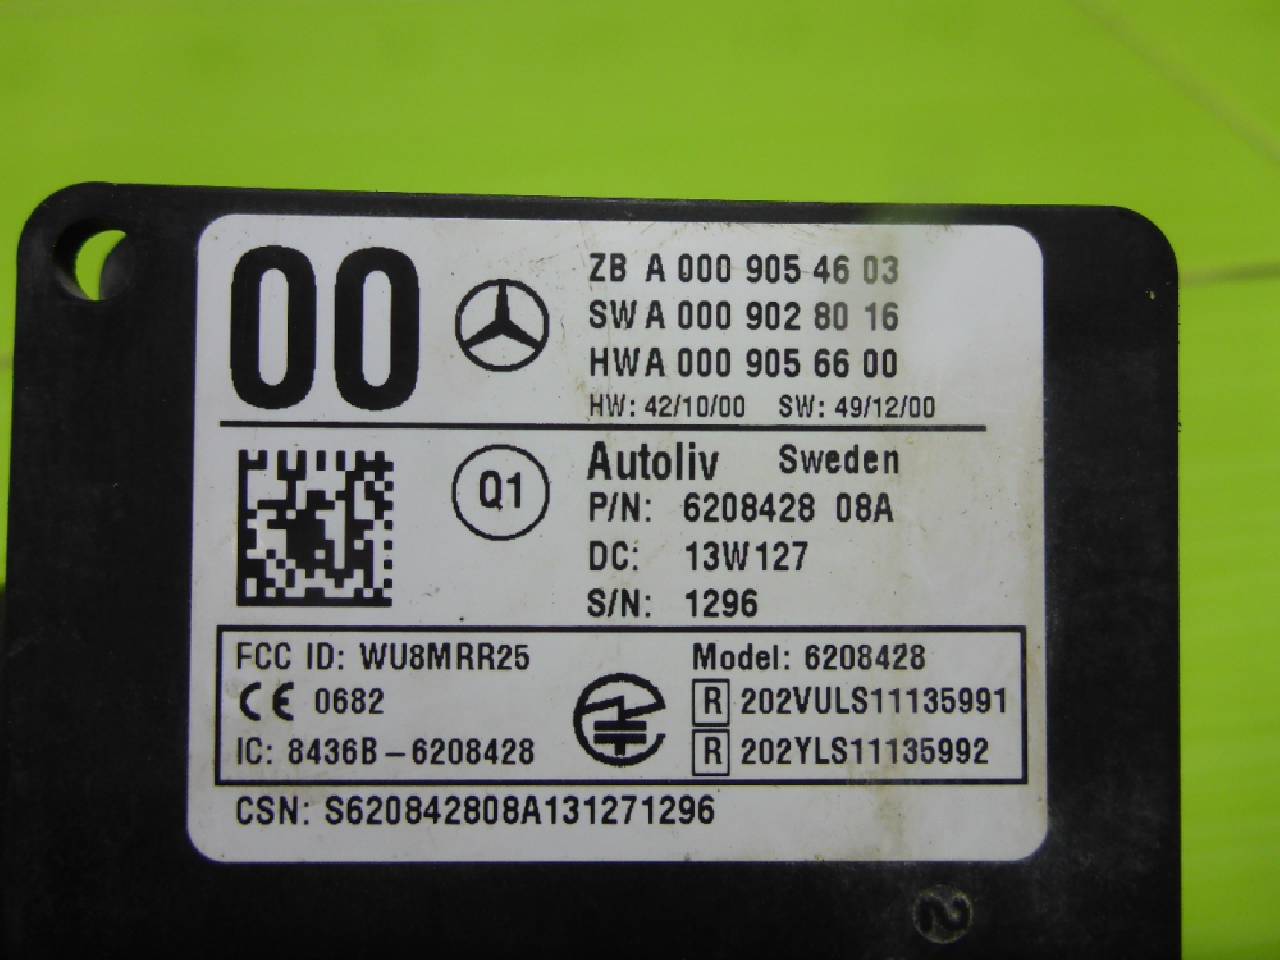 00
ZB A 000 905 46 03
SW A 000 902 80 16
HW A 000 905 66 00
HW: 42/10/00 SW: 49/12/00
Q1
Autoliv Sweden
P/N: 6208428 08A
DC: 13W127
S/N: 1296
FCC ID: WU8MRR25 Model: 6208428
CE 0682 R 202VULS11135991
IC: 8436B-6208428 R 202YLS11135992
CSN: S620842808A131271296
2